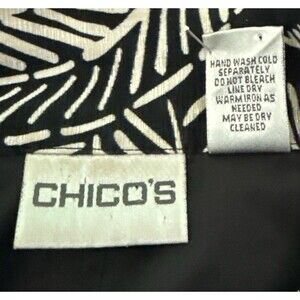 HAND WASH COLD
SEPARATELY
DO NOT BLEACH
LINE DRY
WARM IRON AS
NEEDED
MAY BE DRY
CLEANED
CHICO'S